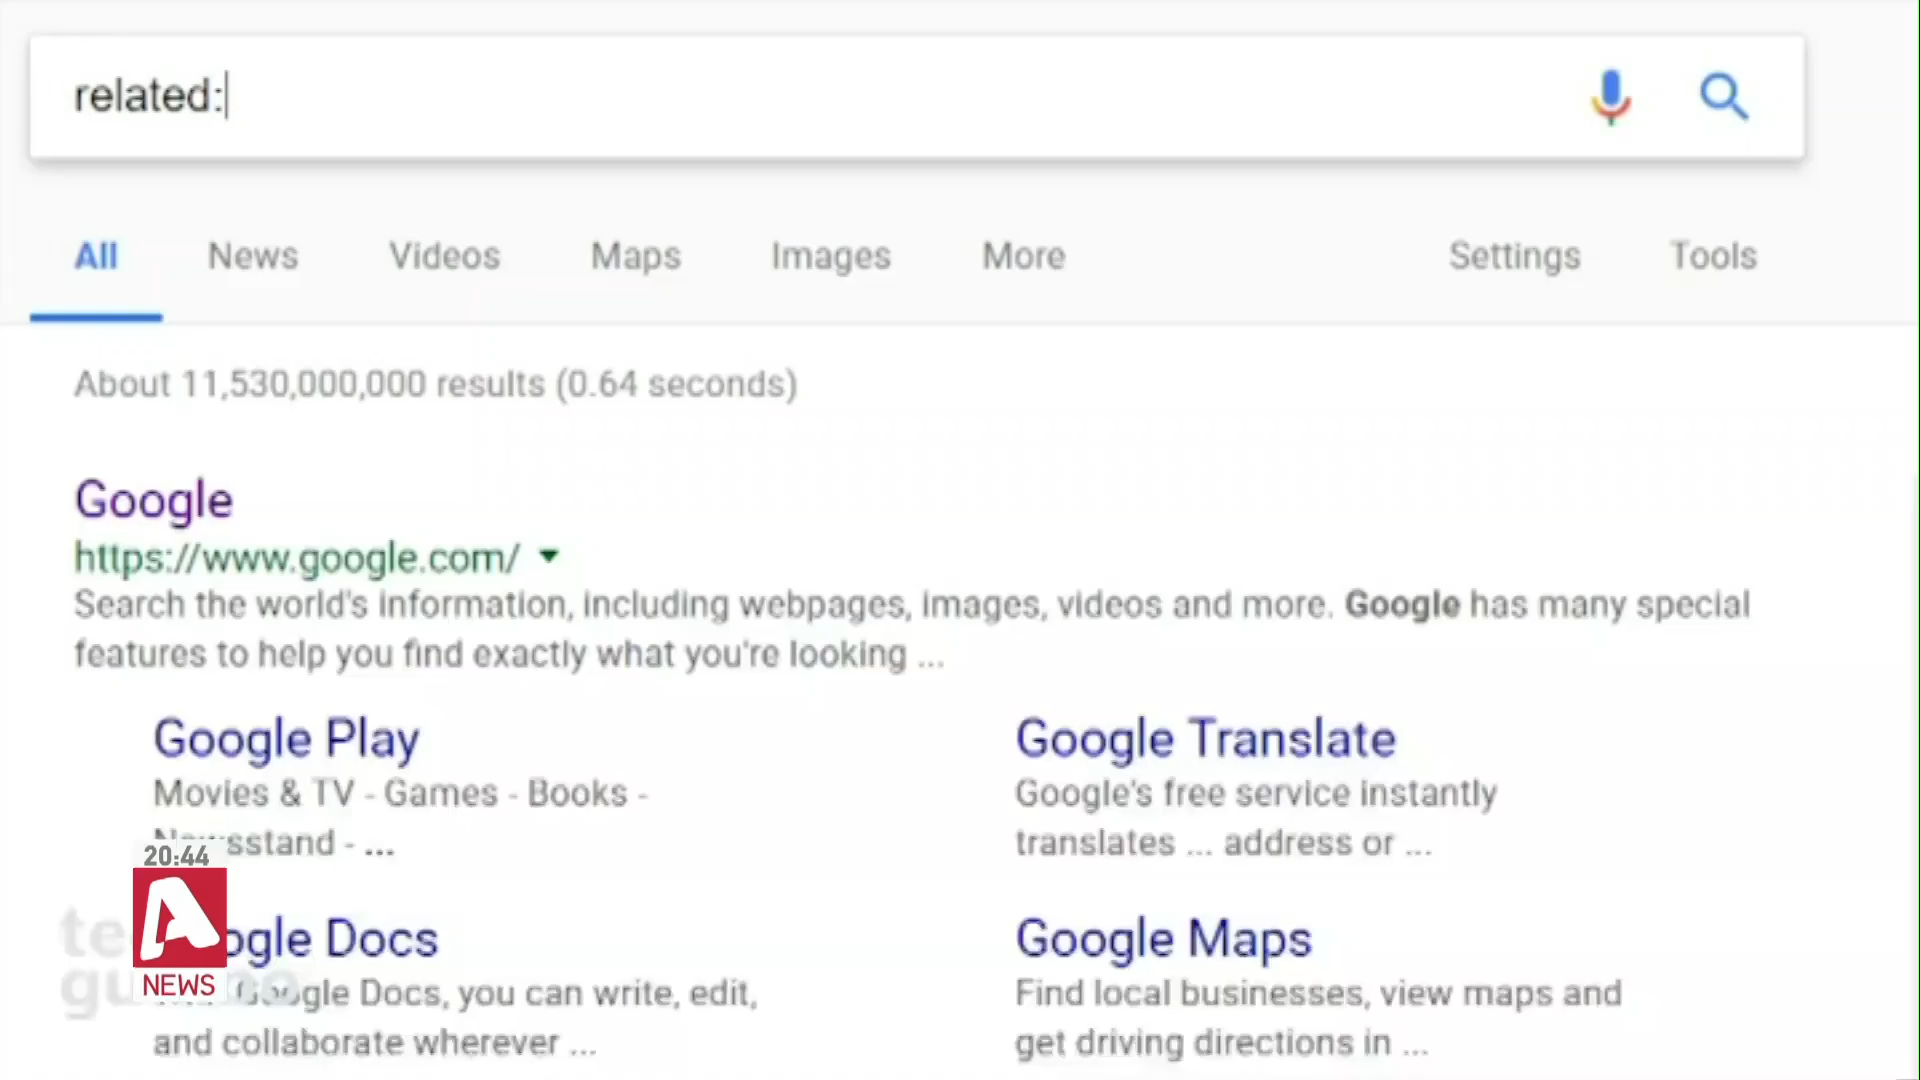 related:
All News Videos Maps Images More Settings Tools
About 11,530,000,000 results (0.64 seconds)
Google
https://www.google.com/
Search the world's information, including webpages, images, videos and more. Google has many special
features to help you find exactly what you're looking ...
Google Play
Movies & TV - Games - Books -
- ...
Google Translate
Google's free service instantly
translates ... address or ...
20:44
A
NEWS
Docs
Google Docs, you can write, edit,
and collaborate wherever ...
Google Maps
Find local businesses, view maps and
get driving directions in ...